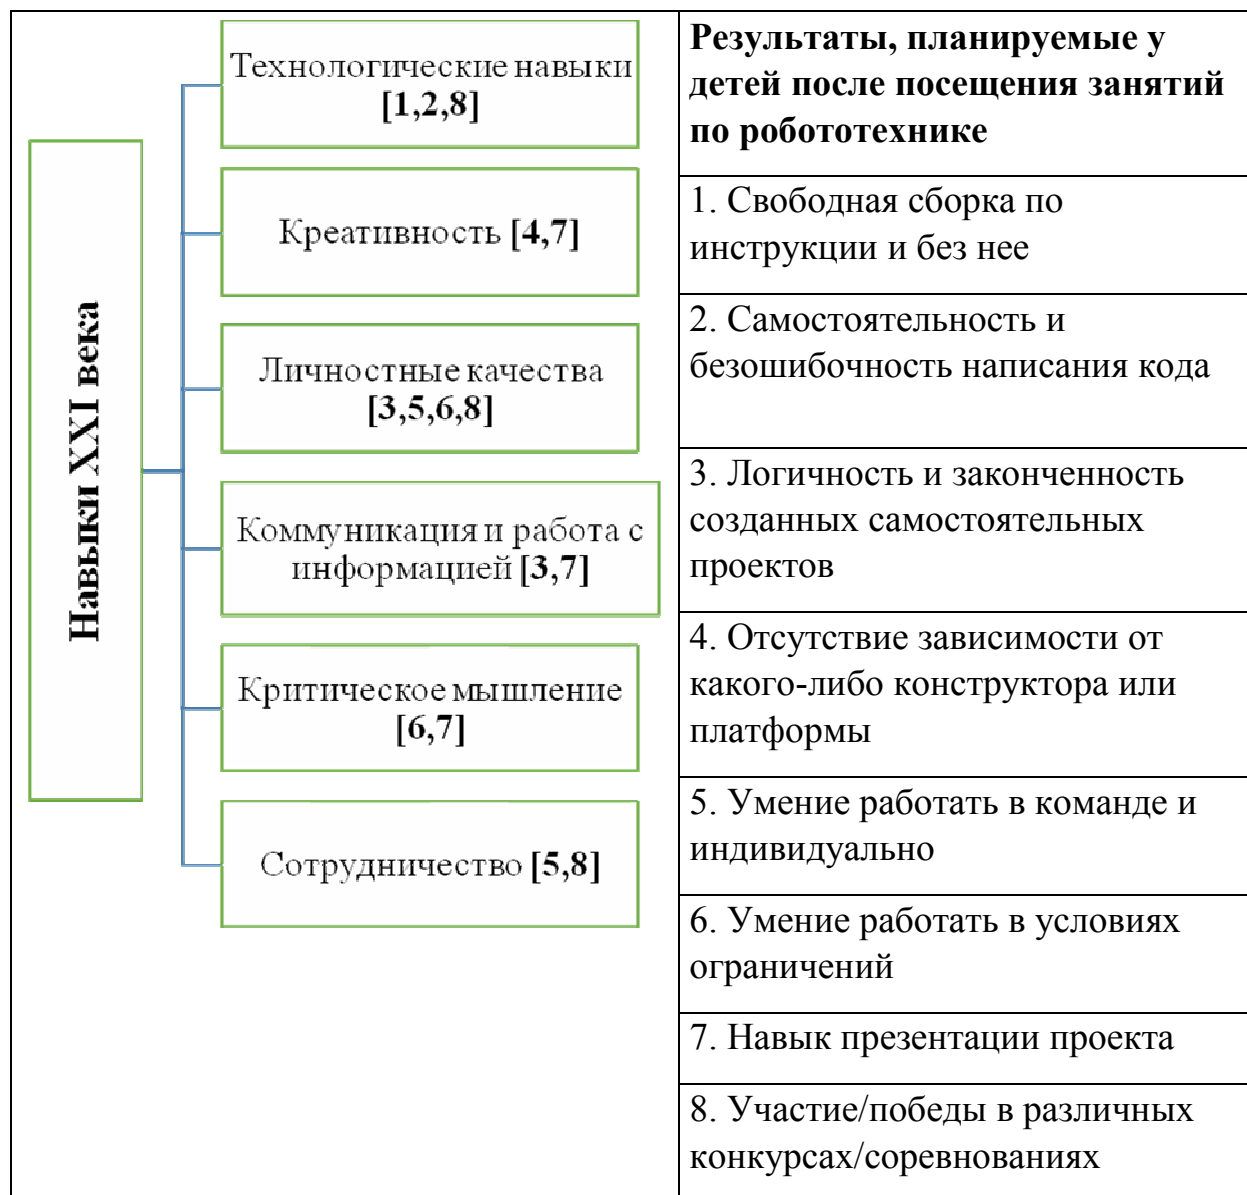 Навыки XXI века
Технологические навыки
[1,2,8]
Креативность [4,7]
Личностные качества
[3,5,6,8]
Коммуникация и работа с
информацией [3,7]
Критическое мышление
[6,7]
Сотрудничество [5,8]
Результаты, планируемые у
детей после посещения занятий
по робототехнике
1. Свободная сборка по
инструкции и без нее
2. Самостоятельность и
безошибочность написания кода
3. Логичность и законченность
созданных самостоятельных
проектов
4. Отсутствие зависимости от
какого-либо конструктора или
платформы
5. Умение работать в команде и
индивидуально
6. Умение работать в условиях
ограничений
7. Навык презентации проекта
8. Участие/победы в различных
конкурсах/соревнованиях